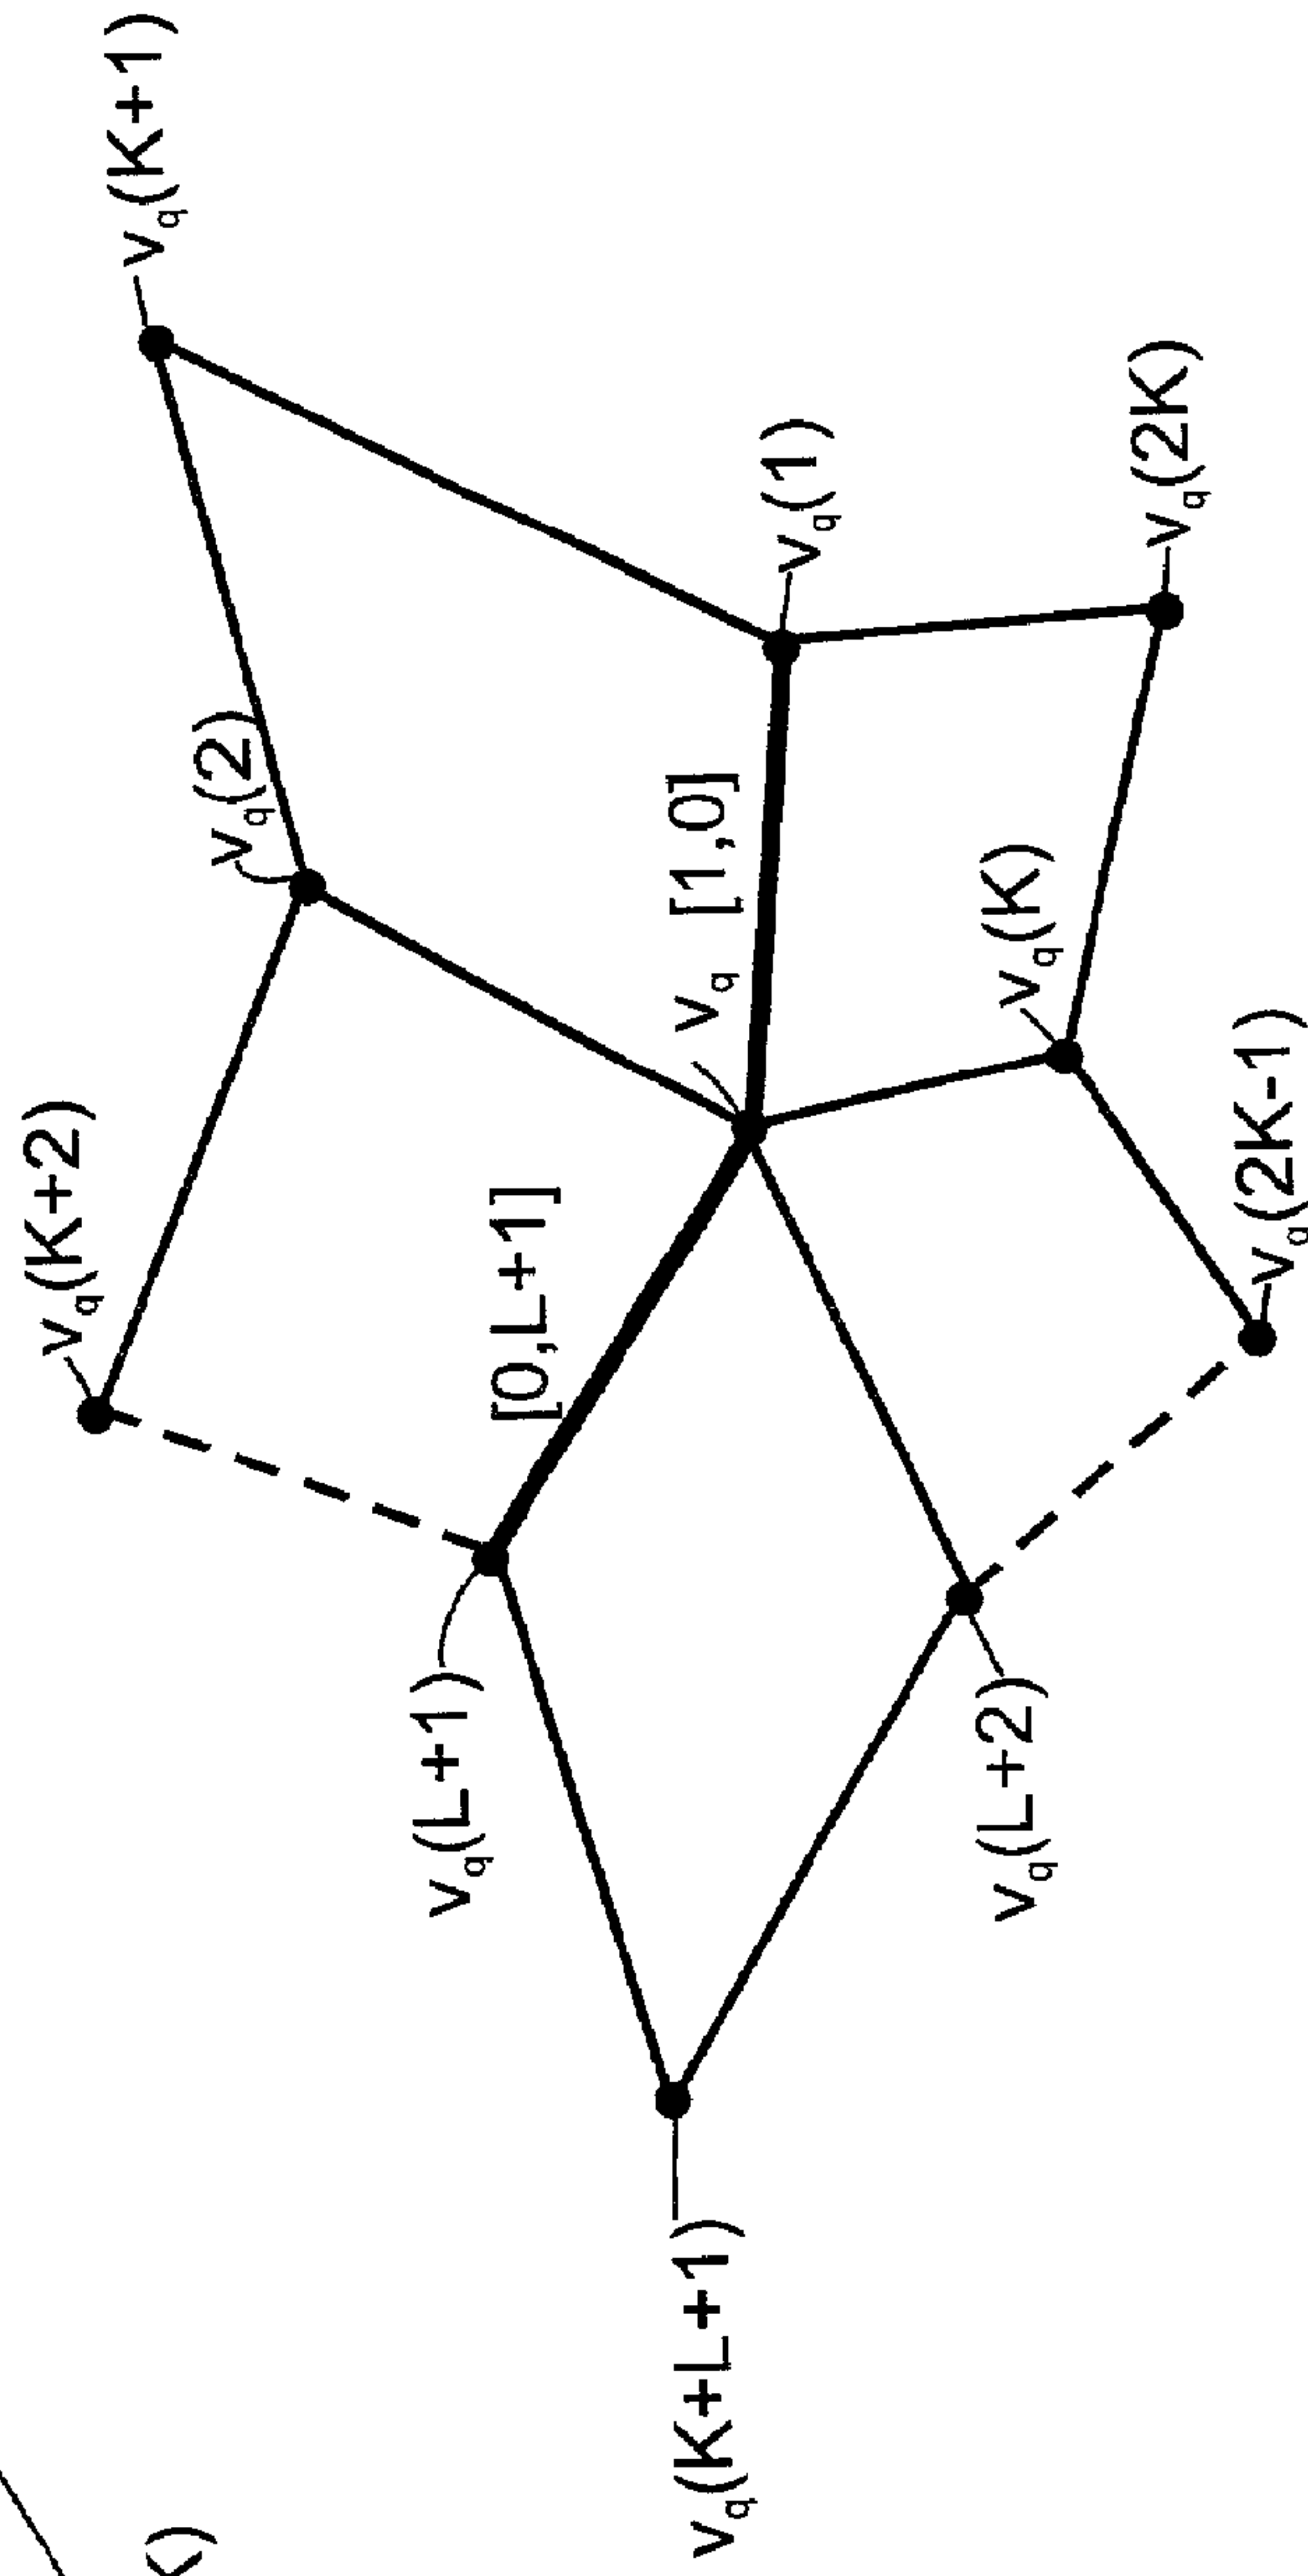 v_q(K+1)
v_q(K+2)
v_q(2)
[0,L+1]
v_q [1,0]
v_q(1)
v_q(L+1)
v_q(K)
v_q(2K)
v_q(L+2)
v_q(2K-1)
v_q(K+L+1)